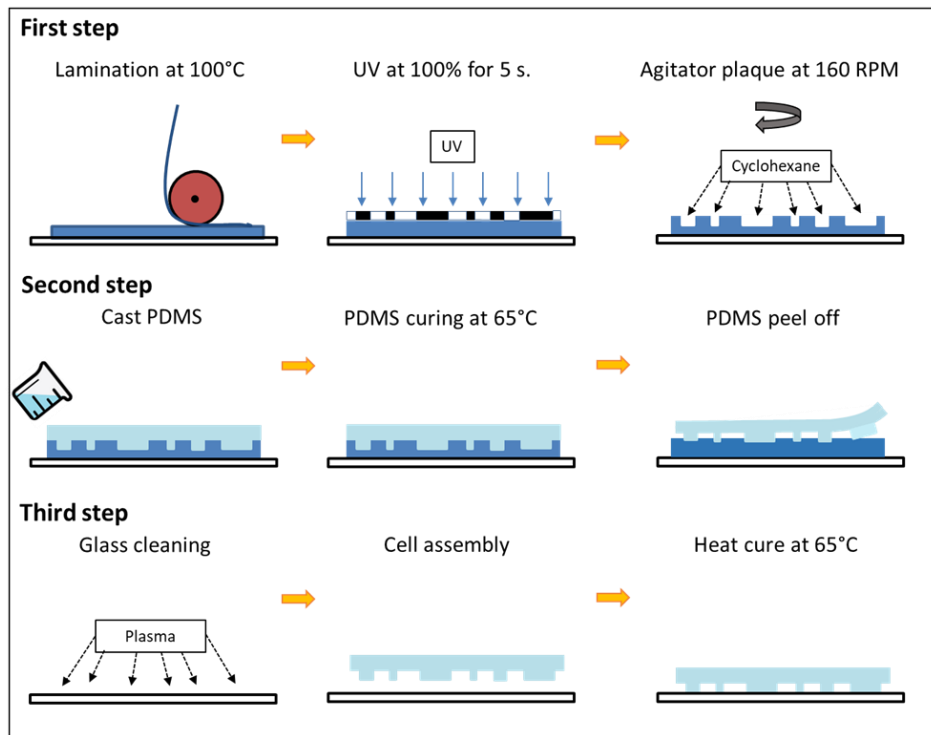 First step
Lamination at 100°C
UV at 100% for 5 s.
Agitator plaque at 160 RPM
UV
Cyclohexane
Second step
Cast PDMS
PDMS curing at 65°C
PDMS peel off
Third step
Glass cleaning
Cell assembly
Heat cure at 65°C
Plasma